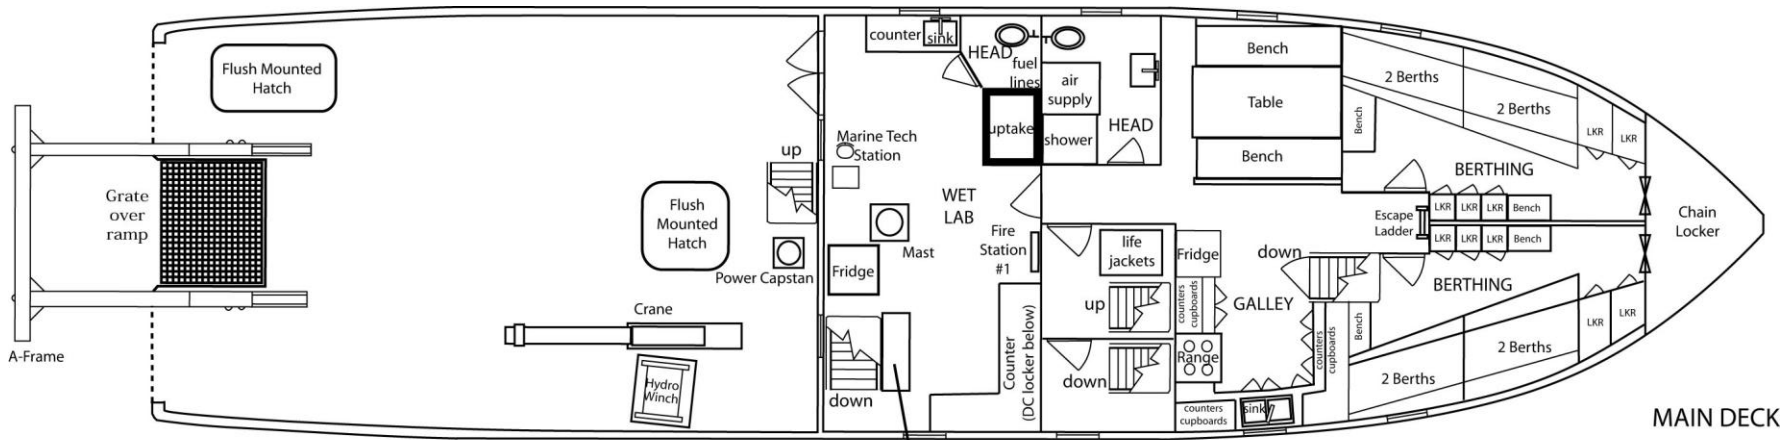 Flush Mounted
Hatch
Grate
over
ramp
A-Frame
Flush
Mounted
Hatch
up
Power Capstan
Crane
Hydro
Winch
counter
sink
HEAD
fuel
lines
uptake
Marine Tech
Station
WET
LAB
Mast
Fridge
Fire
Station
#1
down
Counter
(DC locker below)
air
supply
shower
HEAD
life
jackets
up
down
Fridge
counters
cupboards
Range
GALLEY
counters
cupboards
sink
counters
cupboards
down
Bench
Table
Bench
Bench
2 Berths
2 Berths
LKR
LKR
BERTHING
Escape
Ladder
LKR
LKR
LKR
Bench
LKR
LKR
LKR
Bench
BERTHING
Bench
2 Berths
2 Berths
LKR
LKR
Chain
Locker
MAIN DECK